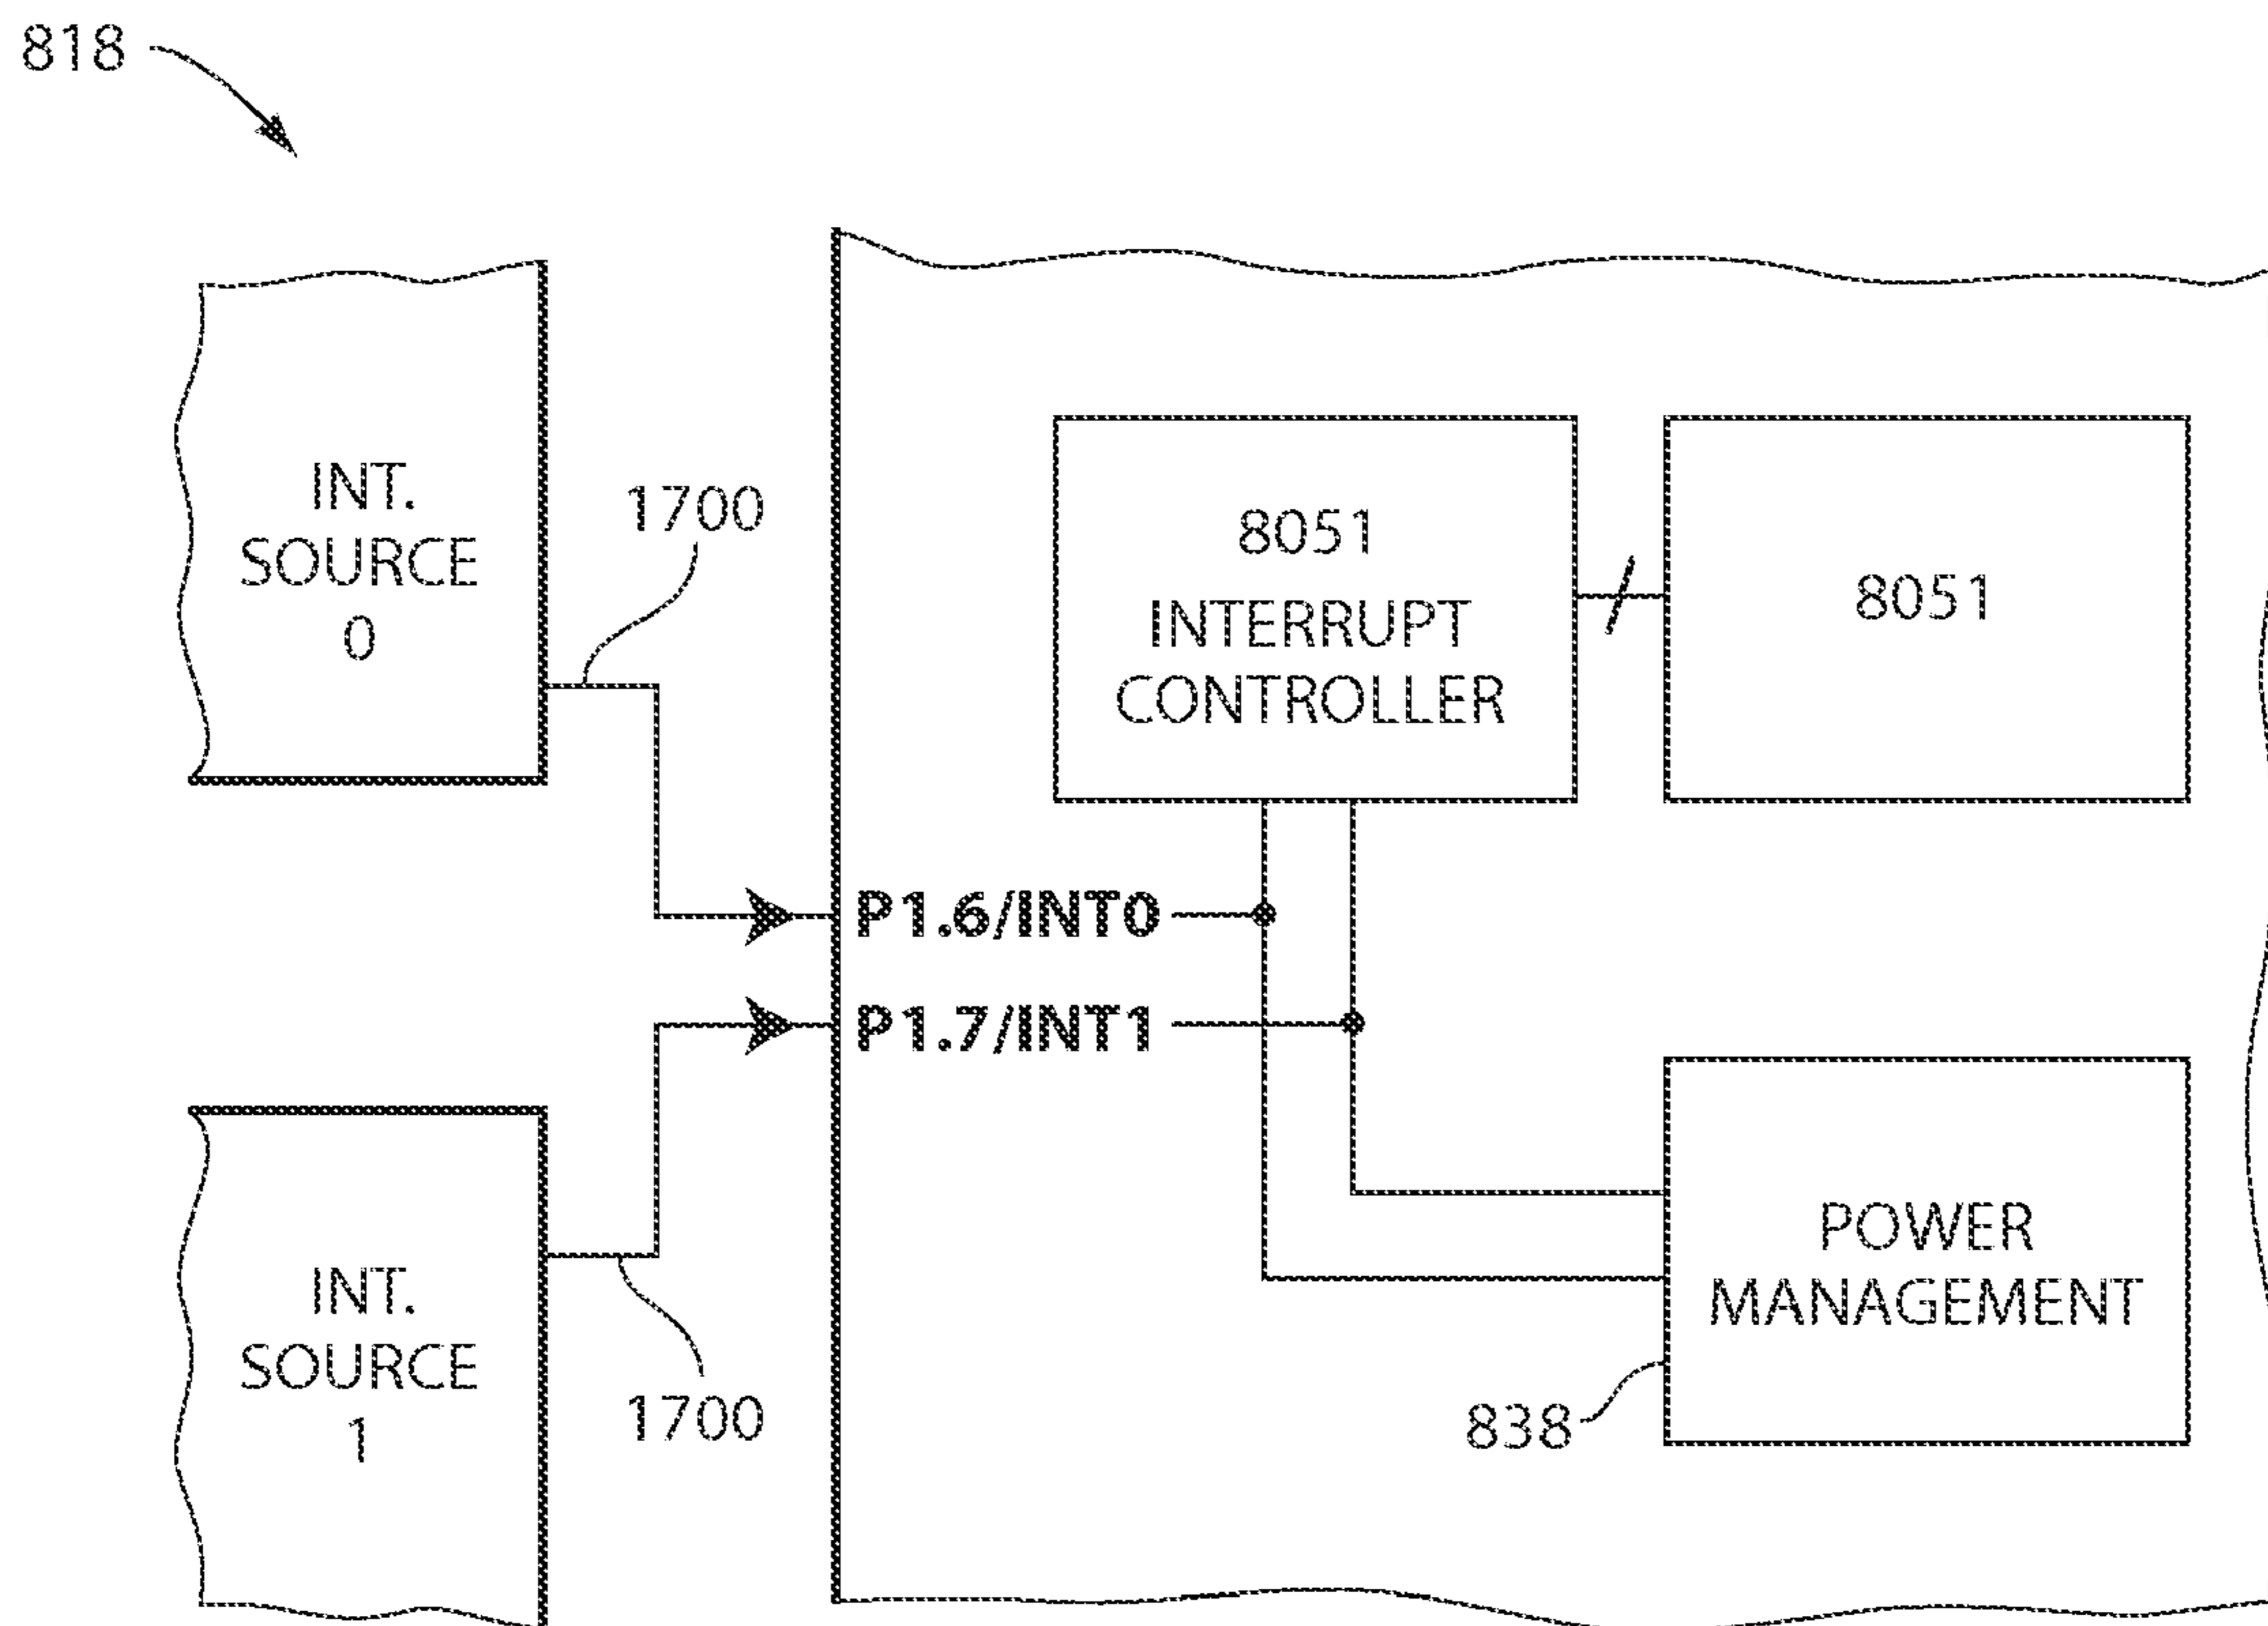 818
INT.
SOURCE
0
1700
8051
INTERRUPT
CONTROLLER
8051
P1.6/INT0
P1.7/INT1
INT.
SOURCE
1
1700
POWER
MANAGEMENT
838